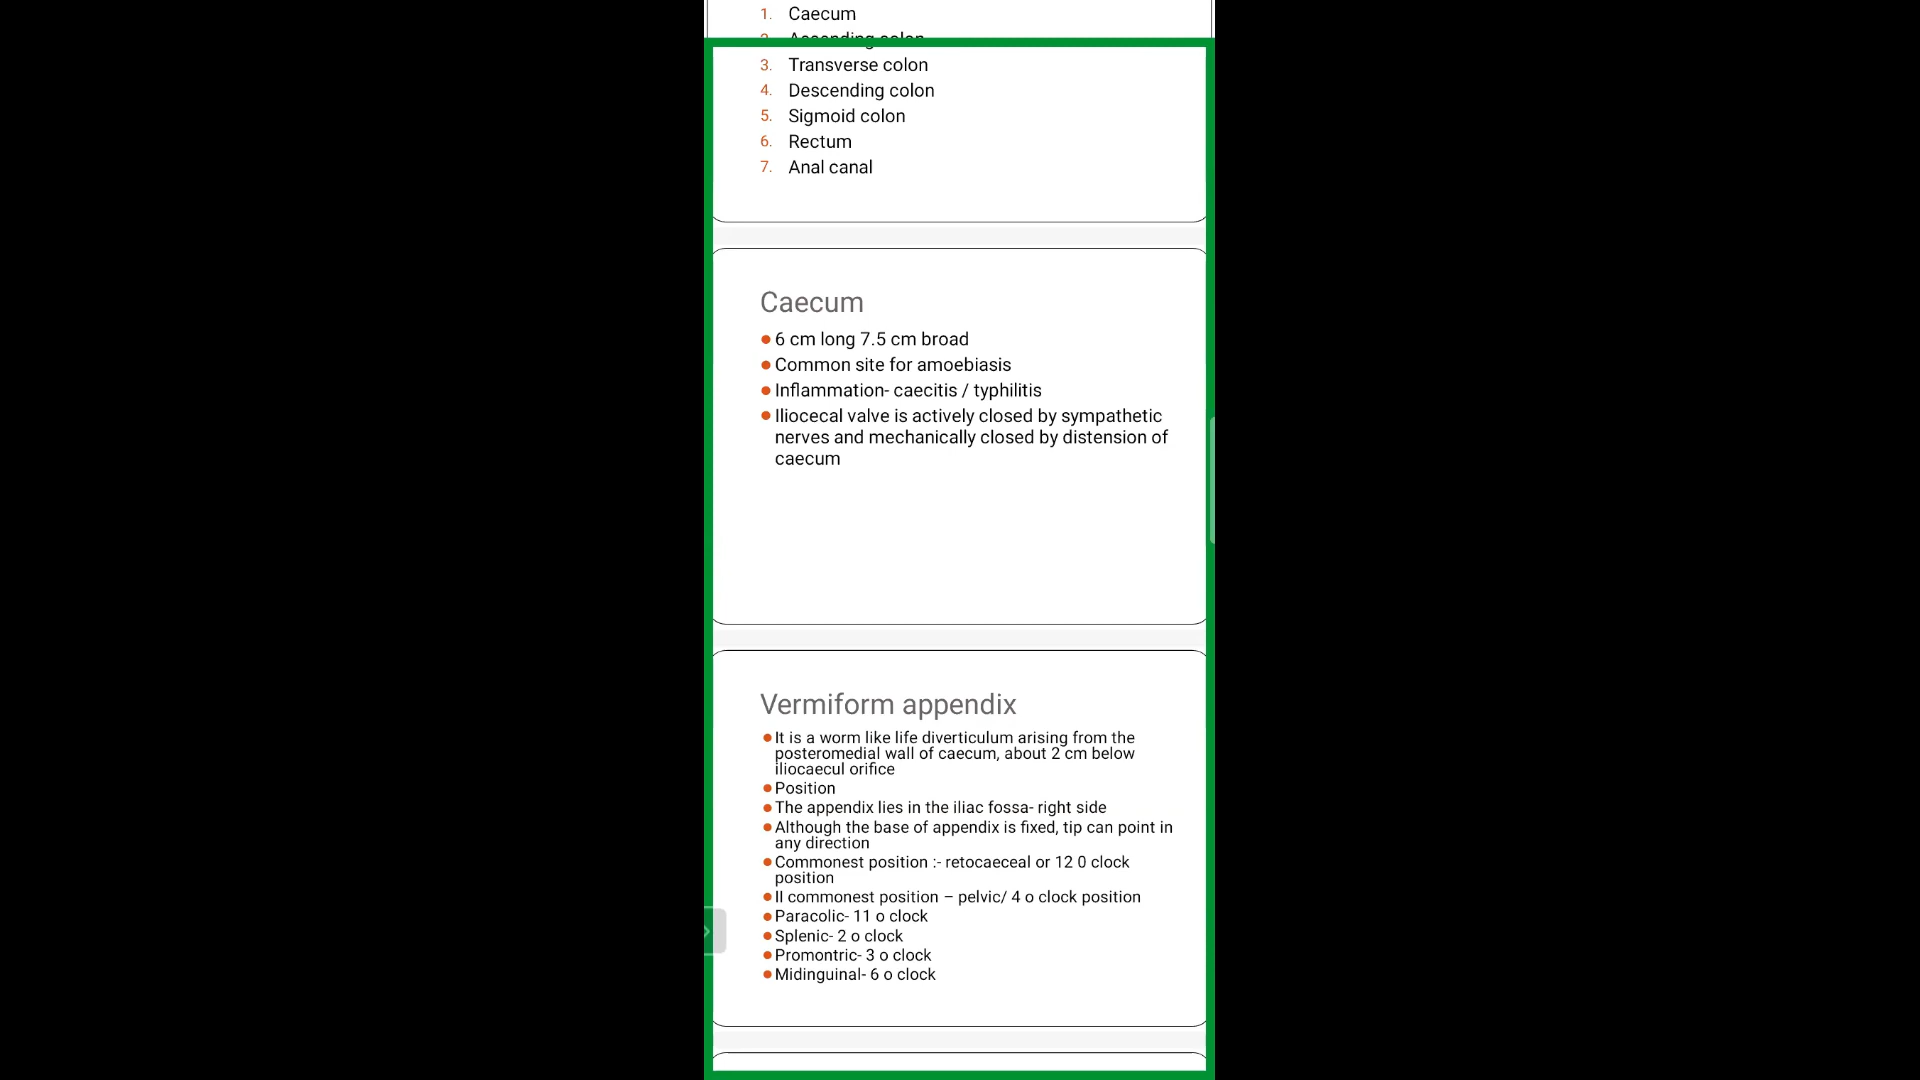 1. Caecum
2. Ascending colon
3. Transverse colon
4. Descending colon
5. Sigmoid colon
6. Rectum
7. Anal canal
Caecum
● 6 cm long 7.5 cm broad
● Common site for amoebiasis
● Inflammation- caecitis / typhilitis
● Iliocecal valve is actively closed by sympathetic
nerves and mechanically closed by distension of
caecum
Vermiform appendix
● It is a worm like life diverticulum arising from the
posteromedial wall of caecum, about 2 cm below
iliocaecul orifice
● Position
● The appendix lies in the iliac fossa- right side
● Although the base of appendix is fixed, tip can point in
any direction
● Commonest position :- retocaeceal or 12 0 clock
position
● II commonest position – pelvic/ 4 o clock position
● Paracolic- 11 o clock
● Splenic- 2 o clock
● Promontric- 3 o clock
● Midinguinal- 6 o clock